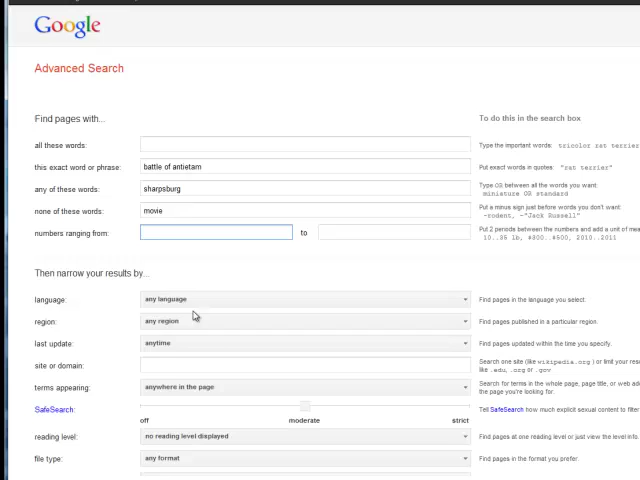 Google
Advanced Search
Find pages with...
To do this in the search box
all these words:
Type the important words: tricolor rat terrier
this exact word or phrase:
battle of antietam
Put exact words in quotes: "rat terrier"
any of these words:
sharpsburg
Type OR between all the words you want:
miniature OR standard
none of these words:
movie
Put a minus sign just before words you don't want:
-rodent, -"Jack Russell"
numbers ranging from:
to
Put 2 periods between the numbers and add a unit of mea
10..35 lb, $300..$500, 2010..2011
Then narrow your results by...
language:
any language
Find pages in the language you select.
region:
any region
Find pages published in a particular region.
last update:
anytime
Find pages updated within the time you specify.
site or domain:
Search one site (like wikipedia.org ) or limit your resu
like .edu, .org or .gov
terms appearing:
anywhere in the page
Search for terms in the whole page, page title, or web add
the page you're looking for.
SafeSearch:
Tell SafeSearch how much explicit sexual content to filter
off
moderate
strict
reading level:
no reading level displayed
Find pages at one reading level or just view the level info.
file type:
any format
Find pages in the format you prefer.